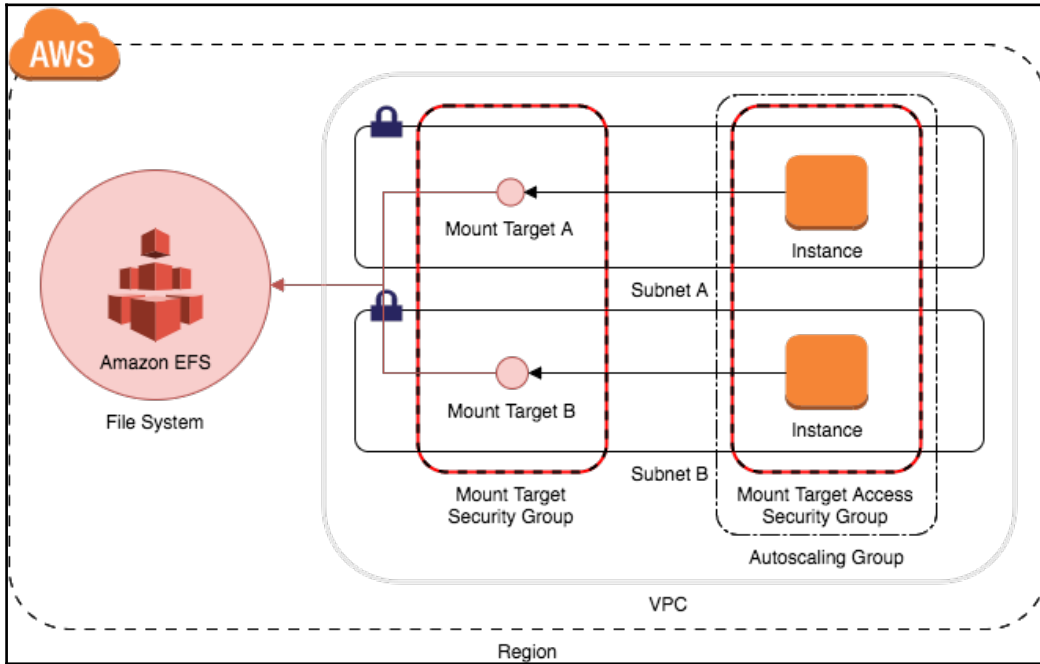 AWS
Mount Target A
Instance
Subnet A
Amazon EFS
File System
Mount Target B
Instance
Subnet B
Mount Target
Security Group
Mount Target Access
Security Group
Autoscaling Group
VPC
Region